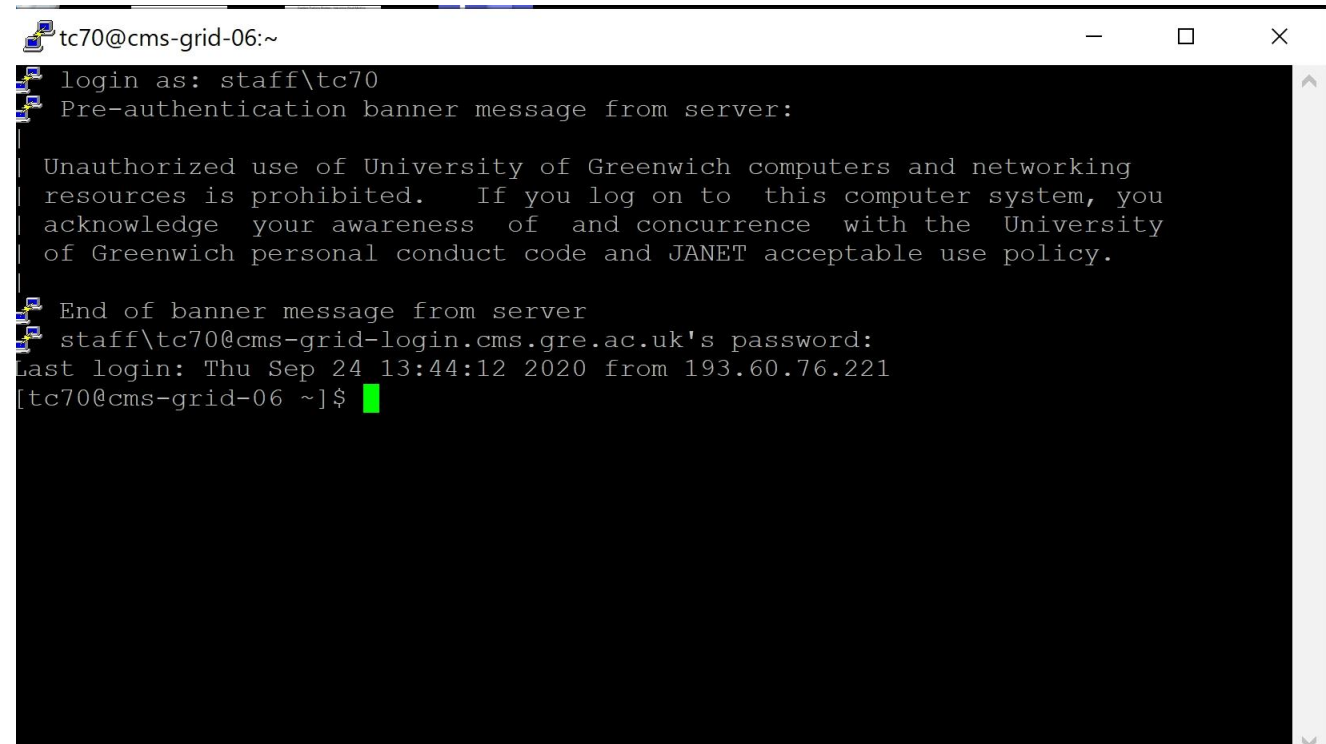 tc70@cms-grid-06:~
login as: staff\tc70
Pre-authentication banner message from server:
|
| Unauthorized use of University of Greenwich computers and networking
| resources is prohibited.   If you log on to  this computer system, you
| acknowledge  your awareness  of  and concurrence  with the  University
| of Greenwich personal conduct code and JANET acceptable use policy.
|
End of banner message from server
staff\tc70@cms-grid-login.cms.gre.ac.uk's password:
Last login: Thu Sep 24 13:44:12 2020 from 193.60.76.221
[tc70@cms-grid-06 ~]$